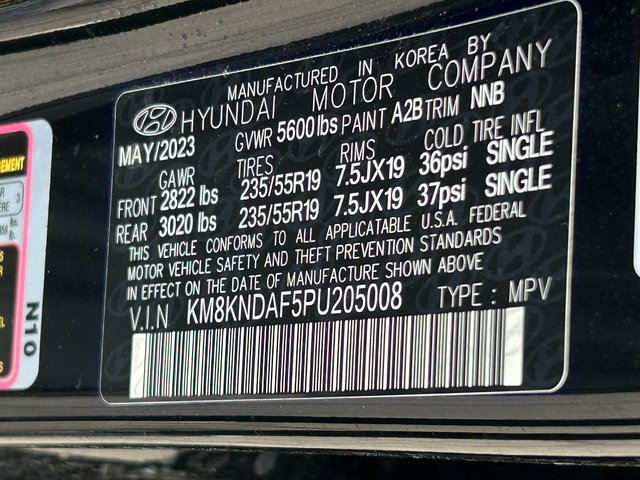 MANUFACTURED IN KOREA BY
HYUNDAI MOTOR COMPANY
MAY/2023 GVWR 5600lbs PAINT A2B TRIM NNB
GAWR TIRES RIMS COLD TIRE INFL
FRONT 2822 lbs 235/55R19 7.5JX19 36psi SINGLE
REAR 3020 lbs 235/55R19 7.5JX19 37psi SINGLE
THIS VEHICLE CONFORMS TO ALL APPLICATABLE U.S.A. FEDERAL
MOTOR VEHICLE SAFETY AND THEFT PREVENTION STANDARDS
IN EFFECT ON THE DATE OF MANUFACTURE SHOWN ABOVE
V.I.N KM8KNDAF5PU205008 TYPE : MPV
N10